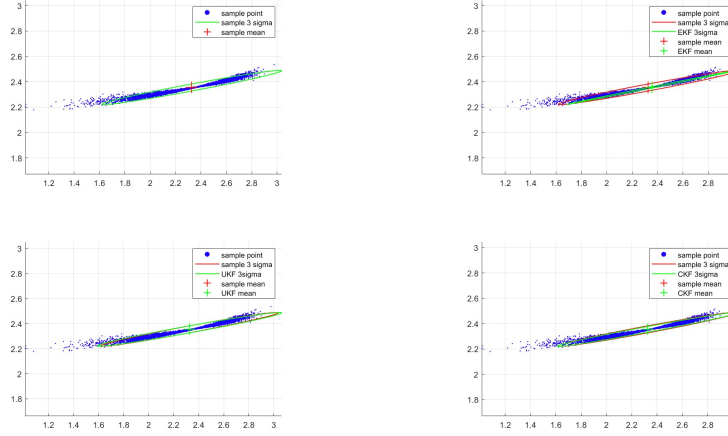 3
2.8
2.6
2.4
2.2
2
1.8
1.2 1.4 1.6 1.8 2 2.2 2.4 2.6 2.8 3
sample point
sample 3 sigma
sample mean
3
2.8
2.6
2.4
2.2
2
1.8
1.2 1.4 1.6 1.8 2 2.2 2.4 2.6 2.8
sample point
sample 3 sigma
EKF 3sigma
sample mean
EKF mean
3
2.8
2.6
2.4
2.2
2
1.8
1.2 1.4 1.6 1.8 2 2.2 2.4 2.6 2.8 3
sample point
sample 3 sigma
UKF 3sigma
sample mean
UKF mean
3
2.8
2.6
2.4
2.2
2
1.8
1.2 1.4 1.6 1.8 2 2.2 2.4 2.6 2.8
sample point
sample 3 sigma
CKF 3sigma
sample mean
CKF mean